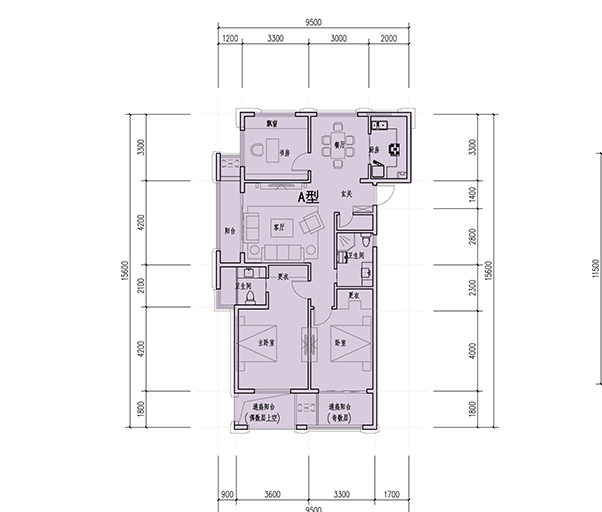 9500
1200 3300 3000 2000
飘窗
书房
餐厅
厨房
3300
3300
A型
玄关
1400
4200
阳台
客厅
2800
卫生间
15600
15600
11500
2100
卫生间
更衣
更衣
2300
4200
主卧室
卧室
4000
1800
挑高阳台
(偶数层上空)
挑高阳台
(奇数层)
1800
900 3600 3300 1700
9500